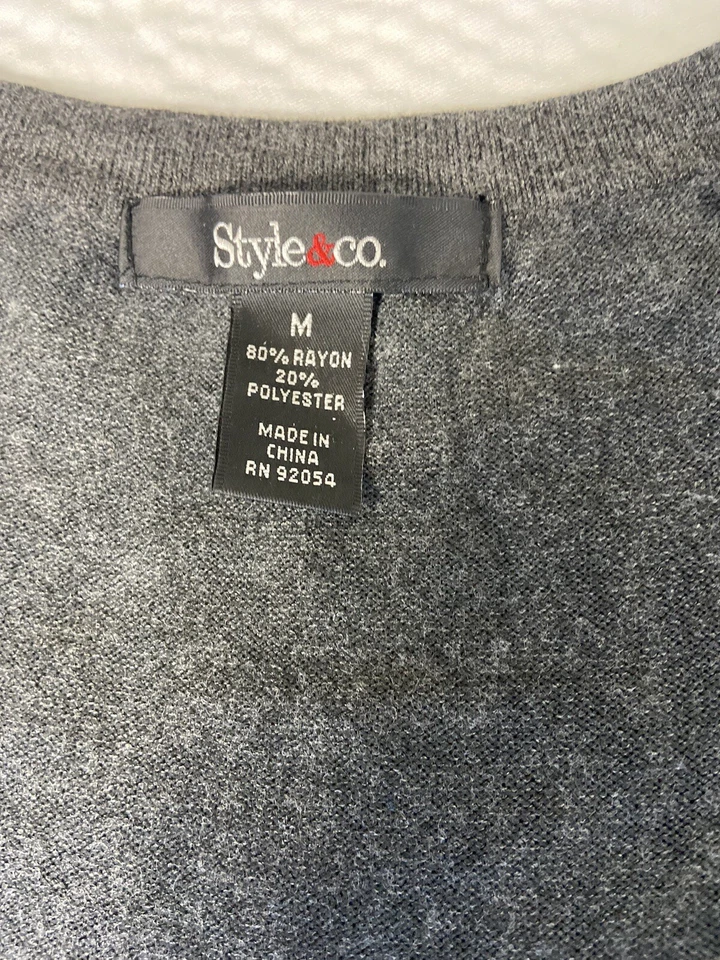 Style&co.
M
80% RAYON
20%
POLYESTER
MADE IN
CHINA
RN 92054